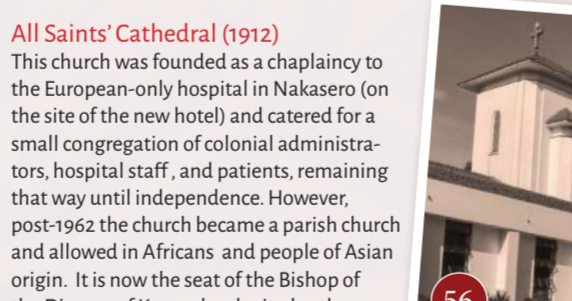 All Saints' Cathedral (1912)
This church was founded as a chaplaincy to
the European-only hospital in Nakasero (on
the site of the new hotel) and catered for a
small congregation of colonial administra-
tors, hospital staff, and patients, remaining
that way until independence. However,
post-1962 the church became a parish church
and allowed in Africans and people of Asian
origin. It is now the seat of the Bishop of
56